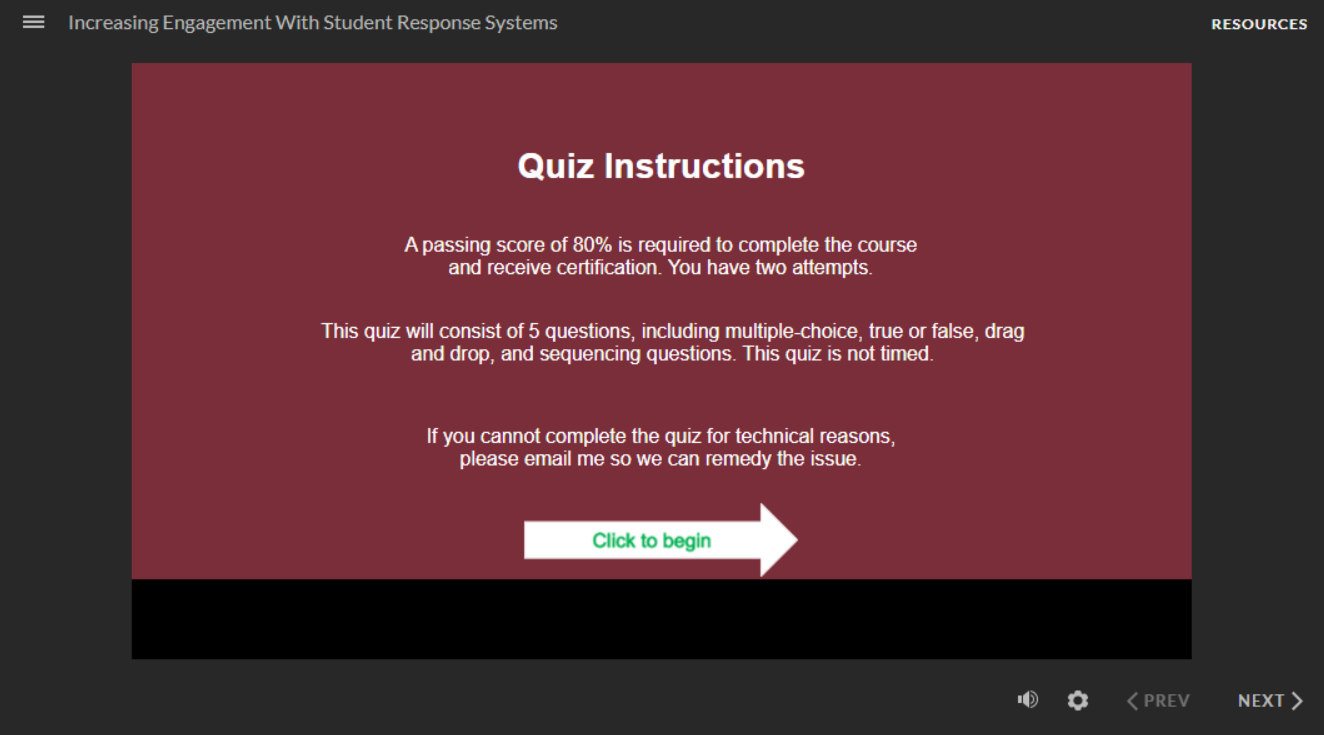 Increasing Engagement With Student Response Systems
RESOURCES
Quiz Instructions
A passing score of 80% is required to complete the course
and receive certification. You have two attempts.
This quiz will consist of 5 questions, including multiple-choice, true or false, drag
and drop, and sequencing questions. This quiz is not timed.
If you cannot complete the quiz for technical reasons,
please email me so we can remedy the issue.
Click to begin
PREV
NEXT